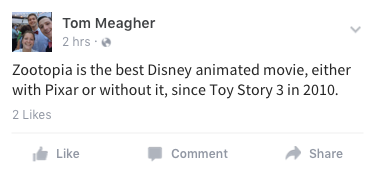 Tom Meagher
2 hrs ·
Zootopia is the best Disney animated movie, either
with Pixar or without it, since Toy Story 3 in 2010.
2 Likes
Like Comment Share